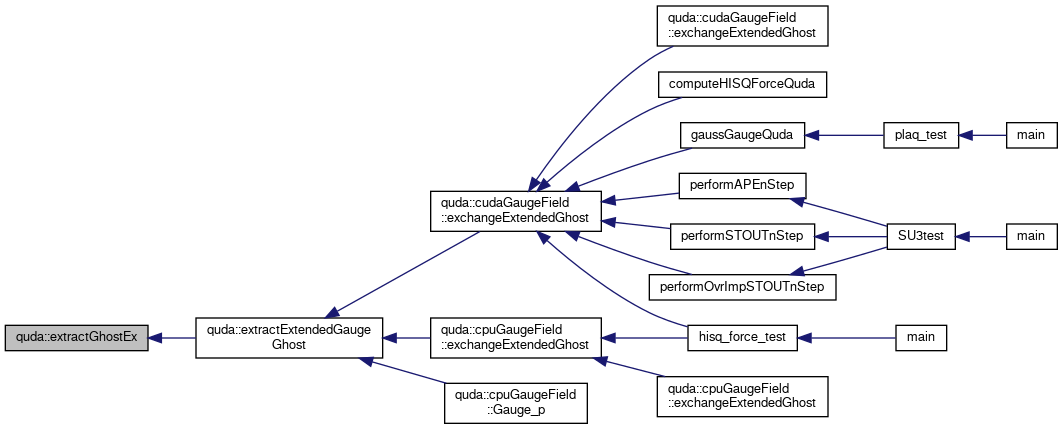 quda::cudaGaugeField
::exchangeExtendedGhost
computeHISQForceQuda
gaussGaugeQuda
plaq_test
main
performAPEnStep
quda::cudaGaugeField
::exchangeExtendedGhost
performSTOUTnStep
SU3test
main
performOvrImpSTOUTnStep
quda::extractGhostEx
quda::extractExtendedGauge
Ghost
quda::cpuGaugeField
::exchangeExtendedGhost
hisq_force_test
main
quda::cpuGaugeField
::Gauge_p
quda::cpuGaugeField
::exchangeExtendedGhost